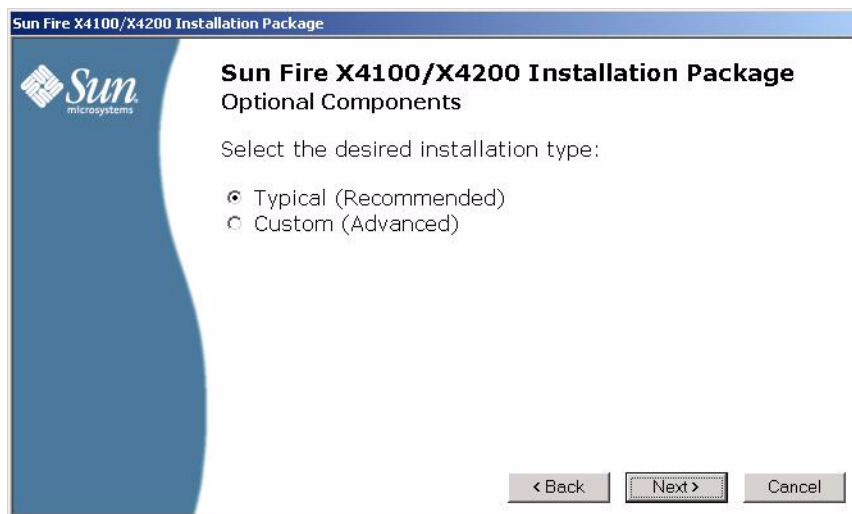 Sun Fire X4100/X4200 Installation Package
Sun
microsystems
Sun Fire X4100/X4200 Installation Package
Optional Components
Select the desired installation type:
Typical (Recommended)
Custom (Advanced)
< Back
Next >
Cancel